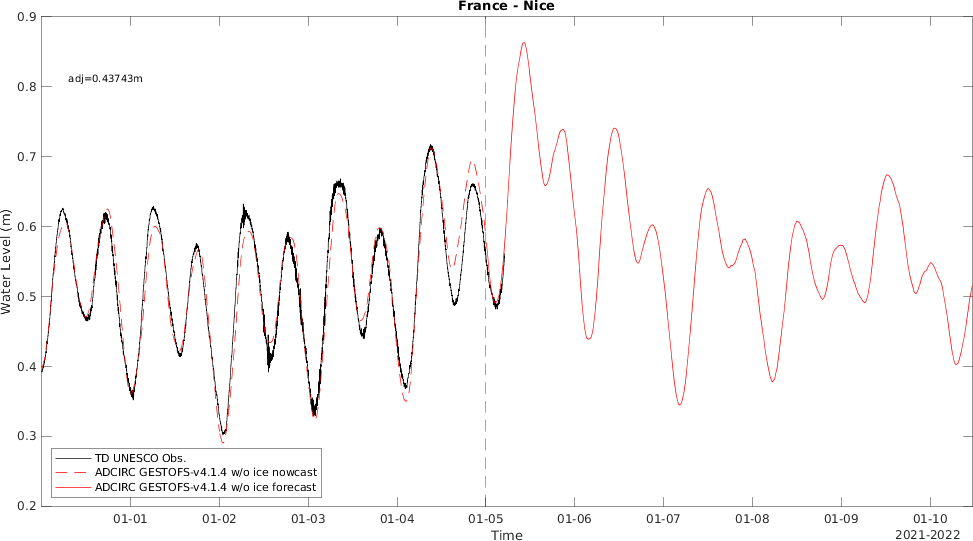 France - Nice
adj=0.43743m
0.9
0.8
0.7
0.6
0.5
0.4
0.3
0.2
Water Level (m)
TD UNESCO Obs.
ADCIRC GESTOFS-v4.1.4 w/o ice nowcast
ADCIRC GESTOFS-v4.1.4 w/o ice forecast
01-01 01-02 01-03 01-04 01-05 01-06 01-07 01-08 01-09 01-10
Time
2021-2022